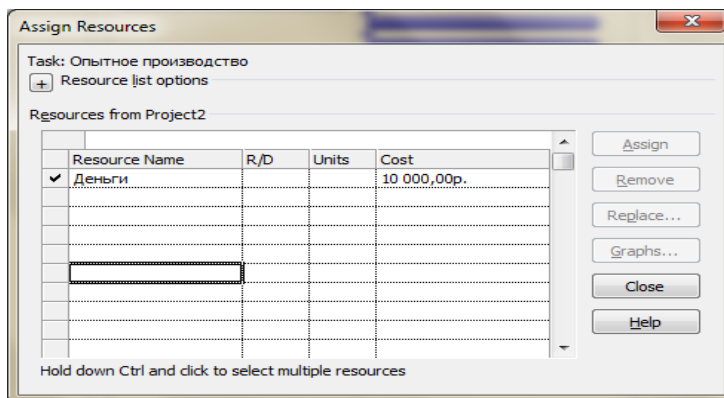 Assign Resources
Task: Опытное производство
+ Resource list options
Resources from Project2
Resource Name R/D Units Cost
Деньги 10 000,00р.
Assign
Remove
Replace...
Graphs...
Close
Help
Hold down Ctrl and click to select multiple resources